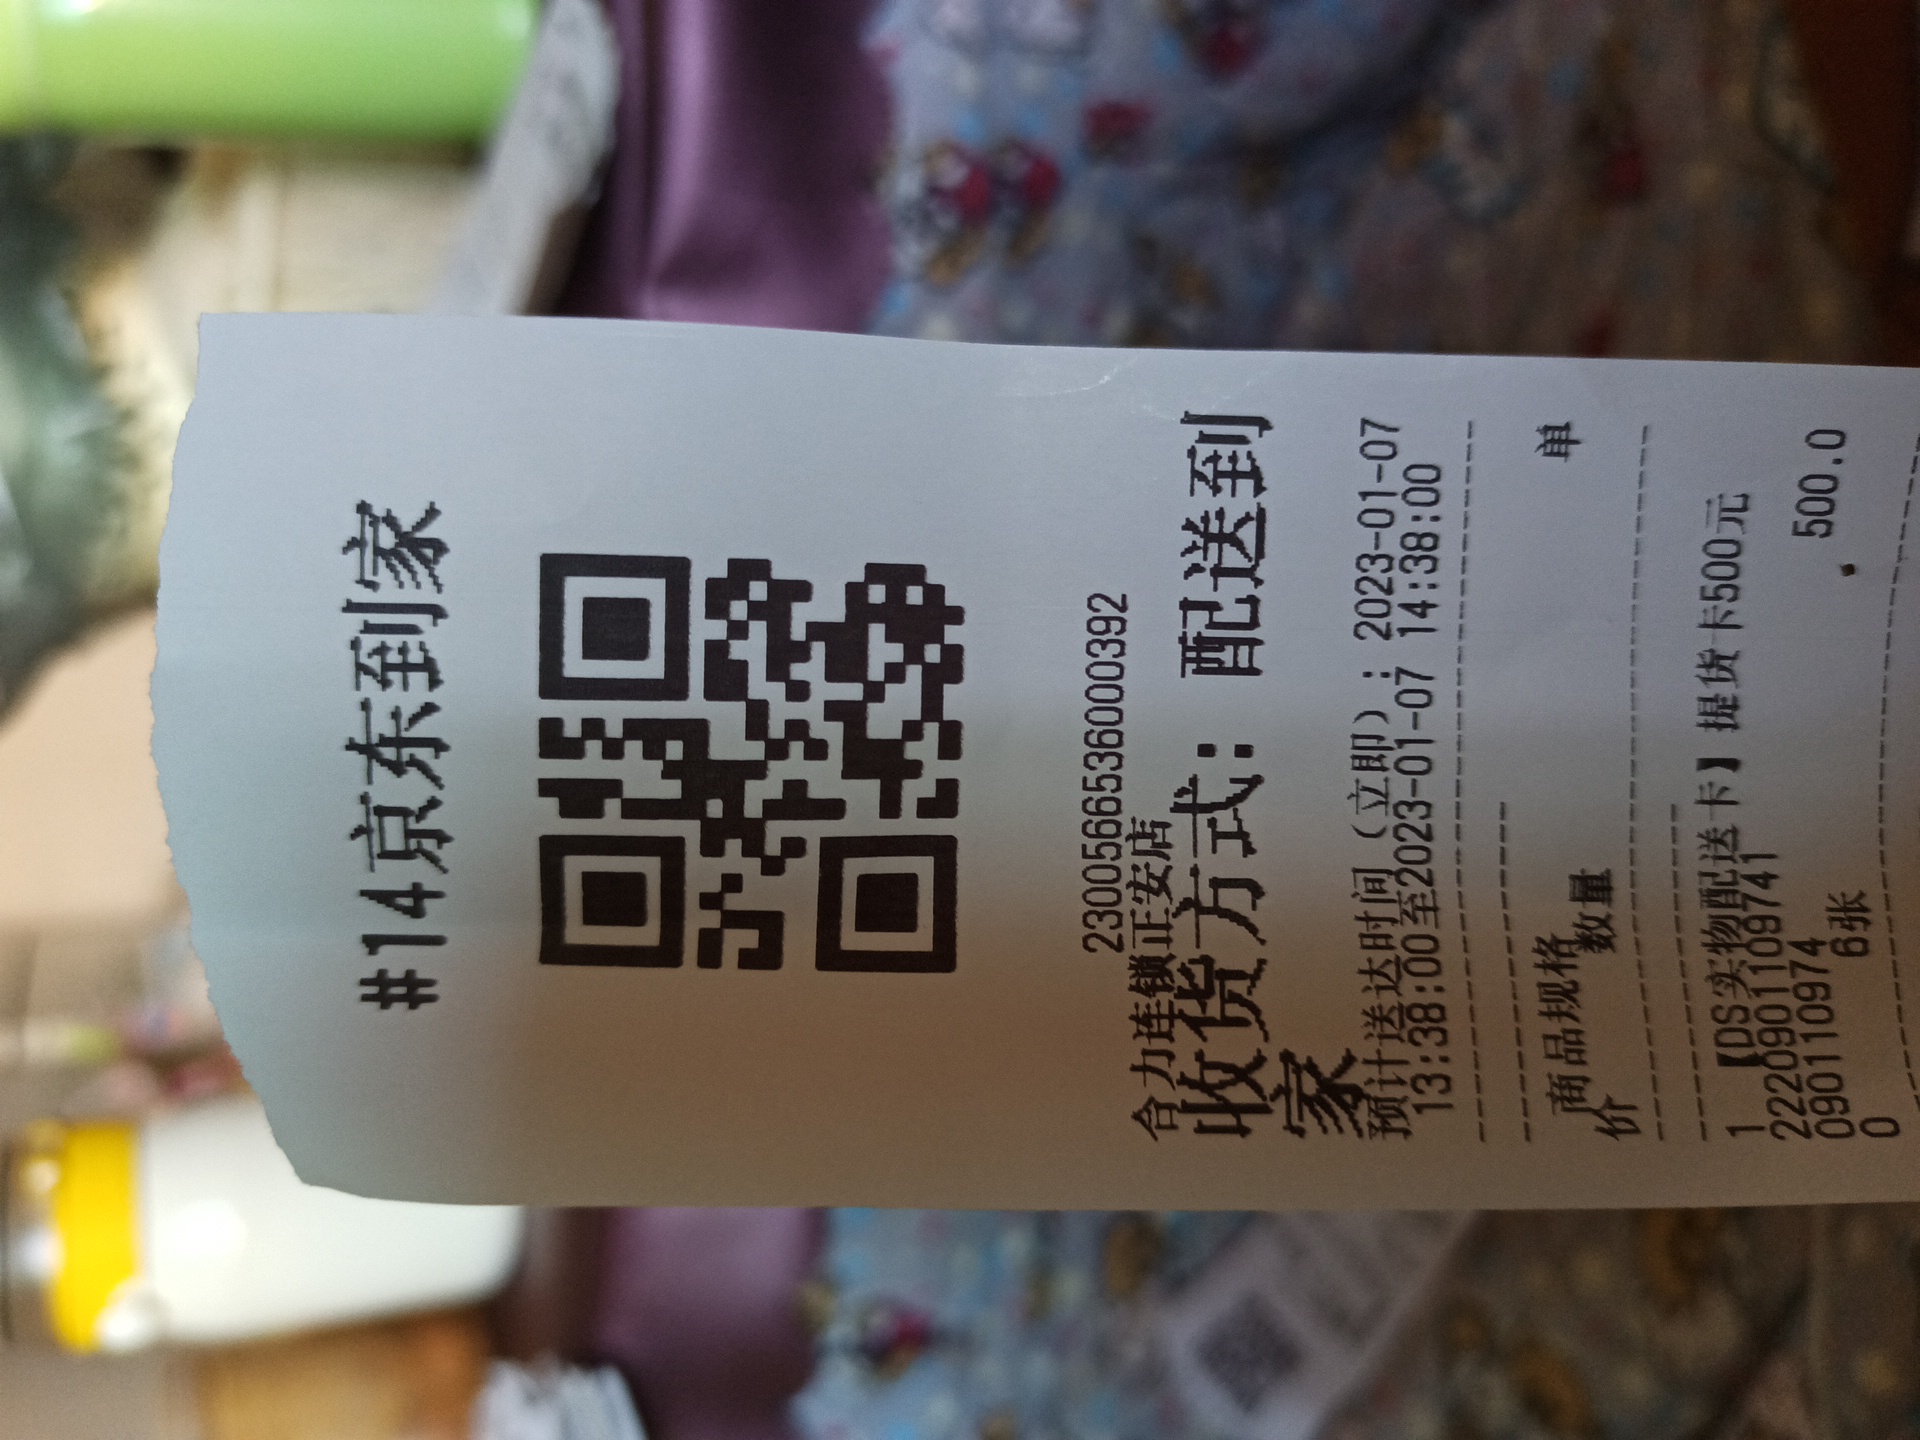 #14京东到家
2300566536000392
合力连锁正安店
收货方式：配送到
家
预计送达时间（立即）：2023-01-07
13:38:00至2023-01-07 14:38:00
商品规格 单
价 数量
1 【DS实物配送卡】提货卡500元
2220901109741
0901109741 500.0
0 6张